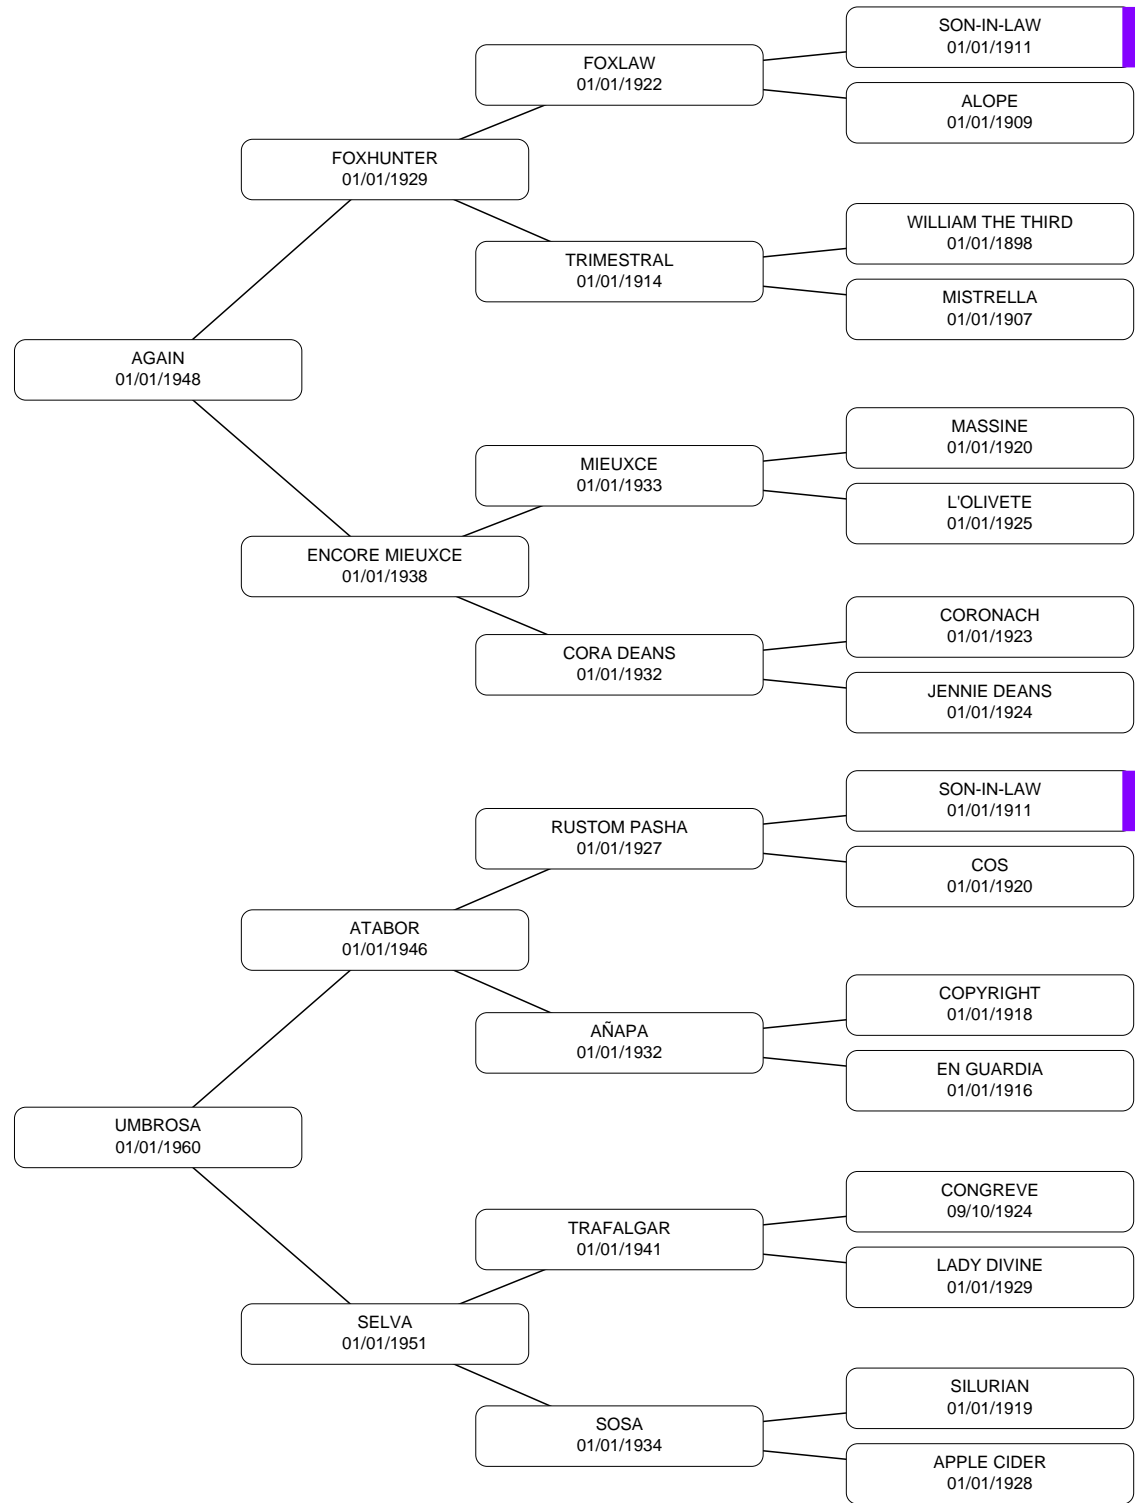 SON-IN-LAW
01/01/1911
FOXLAW
01/01/1922
ALOPE
01/01/1909
FOXHUNTER
01/01/1929
WILLIAM THE THIRD
01/01/1898
TRIMESTRAL
01/01/1914
MISTRELLA
01/01/1907
AGAIN
01/01/1948
MASSINE
01/01/1920
MIEUXCE
01/01/1933
L'OLIVETE
01/01/1925
ENCORE MIEUXCE
01/01/1938
CORONACH
01/01/1923
CORA DEANS
01/01/1932
JENNIE DEANS
01/01/1924
SON-IN-LAW
01/01/1911
RUSTOM PASHA
01/01/1927
COS
01/01/1920
ATABOR
01/01/1946
COPYRIGHT
01/01/1918
AÑAPA
01/01/1932
EN GUARDIA
01/01/1916
UMBROSA
01/01/1960
CONGREVE
09/10/1924
TRAFALGAR
01/01/1941
LADY DIVINE
01/01/1929
SELVA
01/01/1951
SILURIAN
01/01/1919
SOSA
01/01/1934
APPLE CIDER
01/01/1928